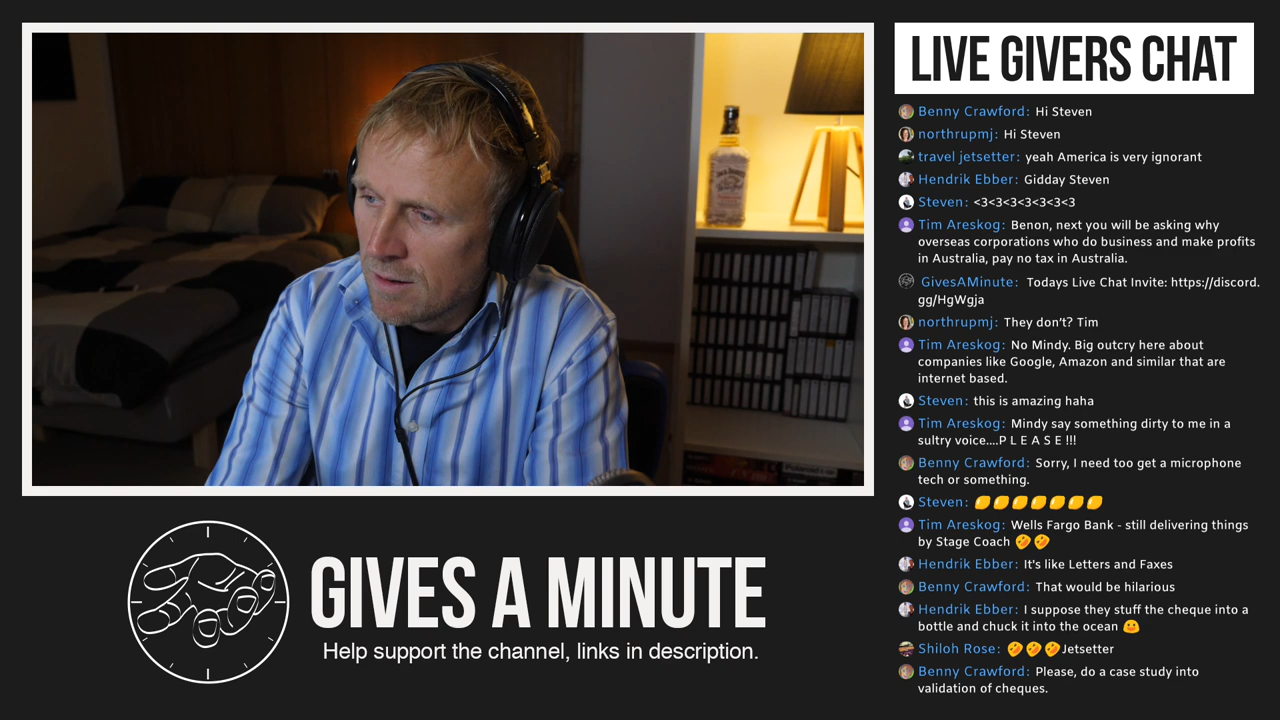 LIVE GIVERS CHAT
Benny Crawford: Hi Steven
northrupmj: Hi Steven
travel jetsetter: yeah America is very ignorant
Hendrik Ebber: Gidday Steven
Steven: <3<3<3<3<3<3<3
Tim Areskog: Benon, next you will be asking why
overseas corporations who do business and make profits
in Australia, pay no tax in Australia.
GivesAMinute: Todays Live Chat Invite: https://discord.
gg/HgWgja
northrupmj: They don't? Tim
Tim Areskog: No Mindy. Big outcry here about
companies like Google, Amazon and similar that are
internet based.
Steven: this is amazing haha
Tim Areskog: Mindy say something dirty to me in a
sultry voice....P L E A S E !!!
Benny Crawford: Sorry, I need too get a microphone
tech or something.
Steven: 🍋🍋🍋🍋🍋🍋🍋
Tim Areskog: Wells Fargo Bank - still delivering things
by Stage Coach
Hendrik Ebber: It's like Letters and Faxes
Benny Crawford: That would be hilarious
Hendrik Ebber: I suppose they stuff the cheque into a
bottle and chuck it into the ocean
Shiloh Rose: Jetsetter
Benny Crawford: Please, do a case study into
validation of cheques.
GIVES A MINUTE
Help support the channel, links in description.